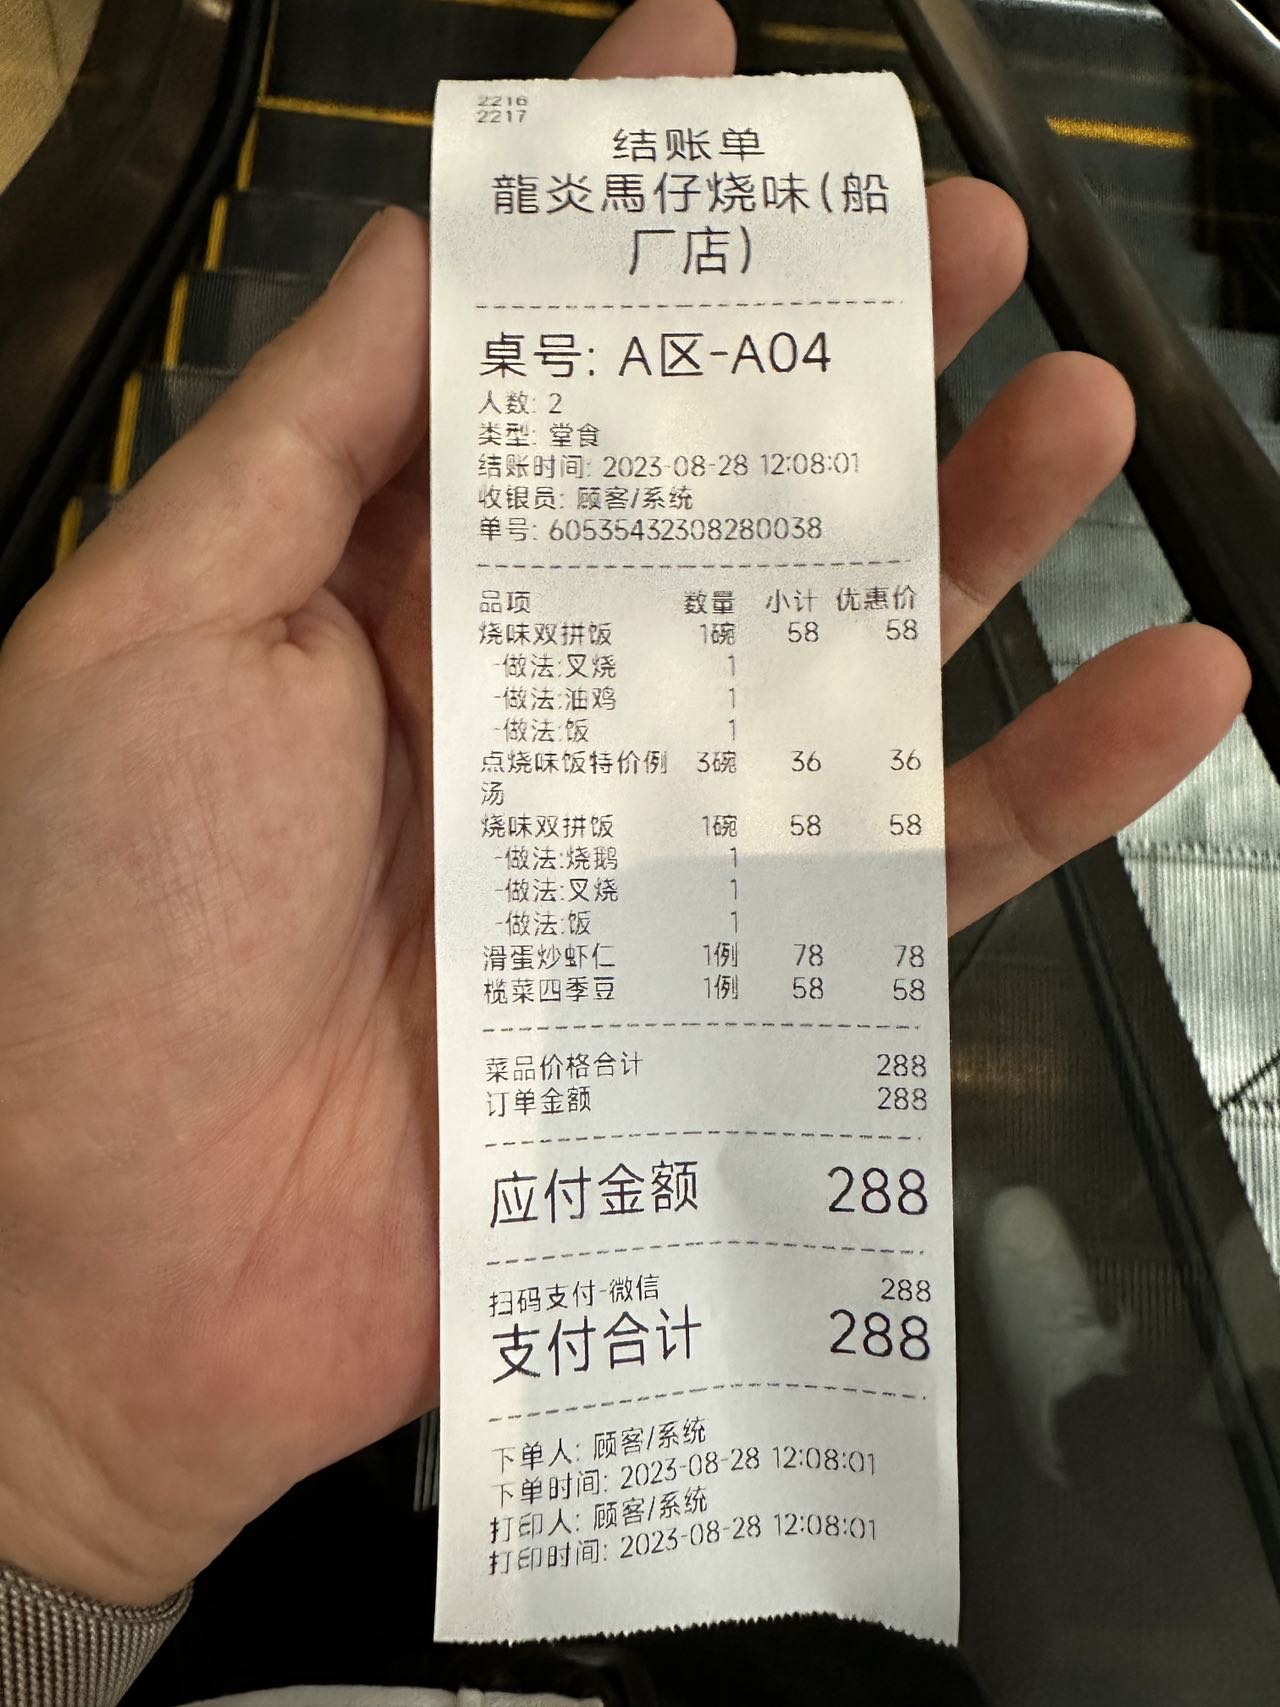 2216
2217
结账单
龍炎馬仔烧味(船
厂店)
桌号: A区-A04
人数: 2
类型: 堂食
结账时间: 2023-08-28 12:08:01
收银员: 顾客/系统
单号: 60535432308280038
品项 数量 小计 优惠价
烧味双拼饭 1碗 58 58
-做法:叉烧 1
-做法:油鸡 1
-做法:饭 1
点烧味饭特价例 3碗 36 36
汤
烧味双拼饭 1碗 58 58
-做法:烧鹅 1
-做法:叉烧 1
-做法:饭 1
滑蛋炒虾仁 1例 78 78
榄菜四季豆 1例 58 58
菜品价格合计 288
订单金额 288
应付金额 288
扫码支付-微信 288
支付合计 288
下单人: 顾客/系统
下单时间: 2023-08-28 12:08:01
打印人: 顾客/系统
打印时间: 2023-08-28 12:08:01